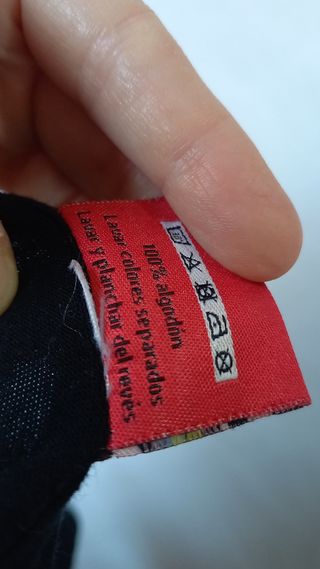 100% algodón
Lavar colores separados
Lavar y planchar del revés